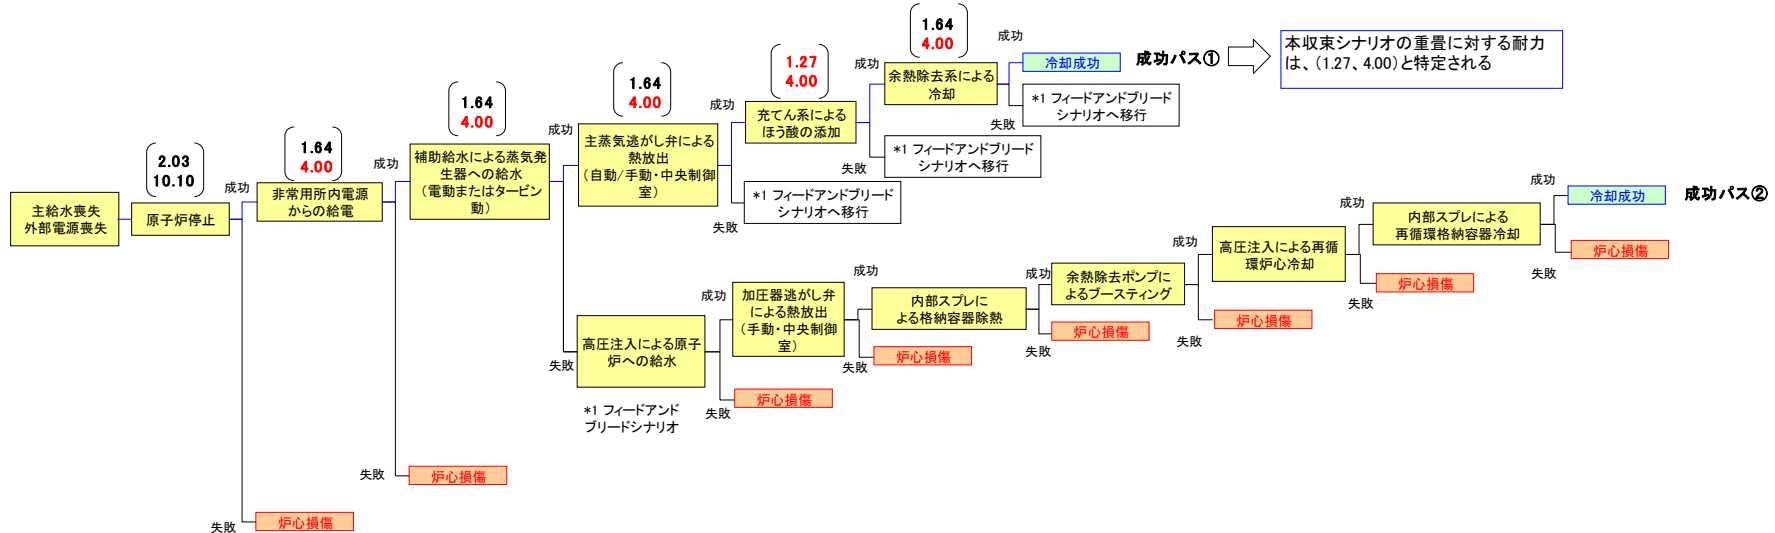 主給水喪失
外部電源喪失
2.03
10.10
原子炉停止
成功
失敗
炉心損傷
1.64
4.00
非常用所内電源
からの給電
成功
失敗
炉心損傷
1.64
4.00
補助給水による蒸気発
生器への給水
（電動またはタービン
動）
成功
失敗
1.64
4.00
主蒸気逃がし弁による
熱放出
（自動/手動・中央制御
室）
成功
失敗
*1 フィードアンドブリード
シナリオへ移行
1.27
4.00
充てん系による
ほう酸の添加
成功
失敗
*1 フィードアンドブリード
シナリオへ移行
1.64
4.00
余熱除去系による
冷却
成功
失敗
*1 フィードアンドブリード
シナリオへ移行
冷却成功
成功パス①
本収束シナリオの重畳に対する耐力
は、（1.27、4.00）と特定される
高圧注入による原子
炉への給水
*1 フィードアンド
ブリードシナリオ
成功
失敗
炉心損傷
加圧器逃がし弁
による熱放出
（手動・中央制御
室）
成功
失敗
炉心損傷
内部スプレに
よる格納容器除熱
成功
失敗
炉心損傷
余熱除去ポンプに
よるブースティング
成功
失敗
炉心損傷
高圧注入による再循
環炉心冷却
成功
失敗
炉心損傷
内部スプレによる
再循環格納容器冷却
成功
失敗
炉心損傷
冷却成功
成功パス②